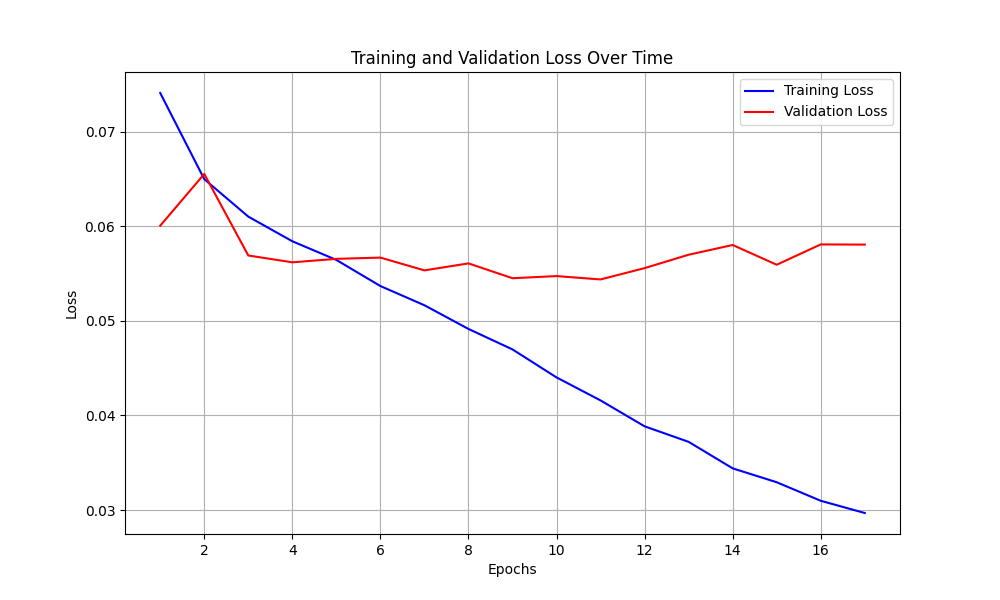 Training and Validation Loss Over Time
Training Loss
Validation Loss
0.07
0.06
0.05
0.04
0.03
Loss
2 4 6 8 10 12 14 16
Epochs